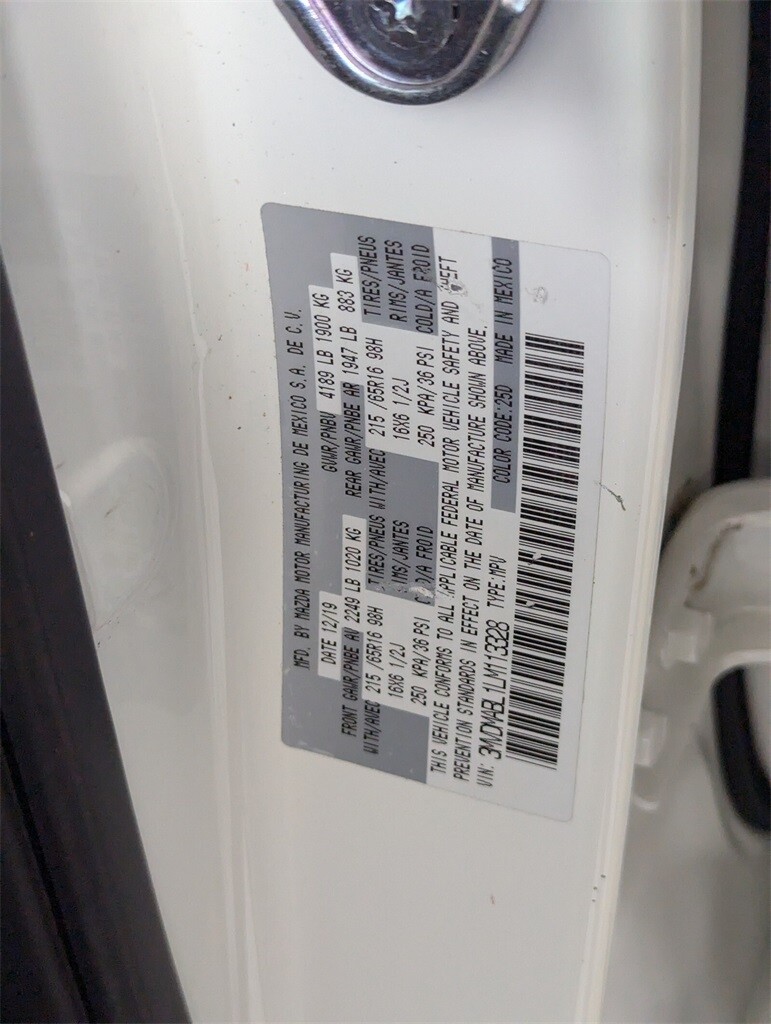 MFD. BY MAZDA MOTOR MANUFACTURING DE MEXICO S.A. DE C.V.
DATE 12/19 GVWR/PNBV 4189 LB 1900 KG
FRONT GAWR/PNBE AV 2249 LB 1020 KG REAR GAWR/PNBE AR 1947 LB 883 KG
WITH/AVEC 215 /65R16 98H TIRES/PNEUS WITH/AVEC 215 /65R16 98H TIRES/PNEUS
16X6 1/2J RIMS/JANTES 16X6 1/2J RIMS/JANTES
250 KPA/36 PSI COLD/A FROID 250 KPA/36 PSI COLD/A FROID
THIS VEHICLE CONFORMS TO ALL APPLICABLE FEDERAL MOTOR VEHICLE SAFETY AND THEFT
PREVENTION STANDARDS IN EFFECT ON THE DATE OF MANUFACTURE SHOWN ABOVE.
VIN: 3MVDMABL1LM113328 TYPE:MPV COLOR CODE:25D MADE IN MEXICO